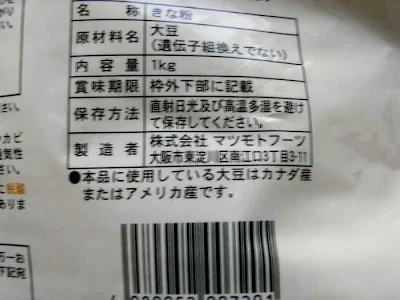 名称 きな粉
原材料名 大豆
(遺伝子組換えでない)
内容量 1kg
賞味期限 枠外下部に記載
保存方法 直射日光及び高温多湿を避け
て保存してください。
製造者 株式会社 マツモトフーツ
大阪市東淀川区南江口3丁目3-11
●本品に使用している大豆はカナダ産
またはアメリカ産です。